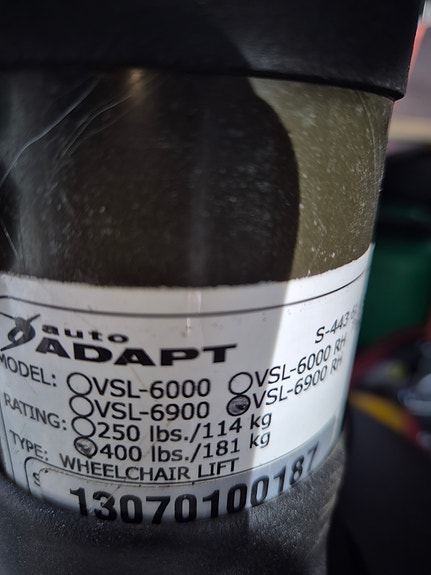 auto
ADAPT
S-443
MODEL: VSL-6000 VSL-6000 RH
VSL-6900 VSL-6900 RH
RATING: 250 lbs./114 kg
400 lbs./181 kg
TYPE: WHEELCHAIR LIFT
13070100187